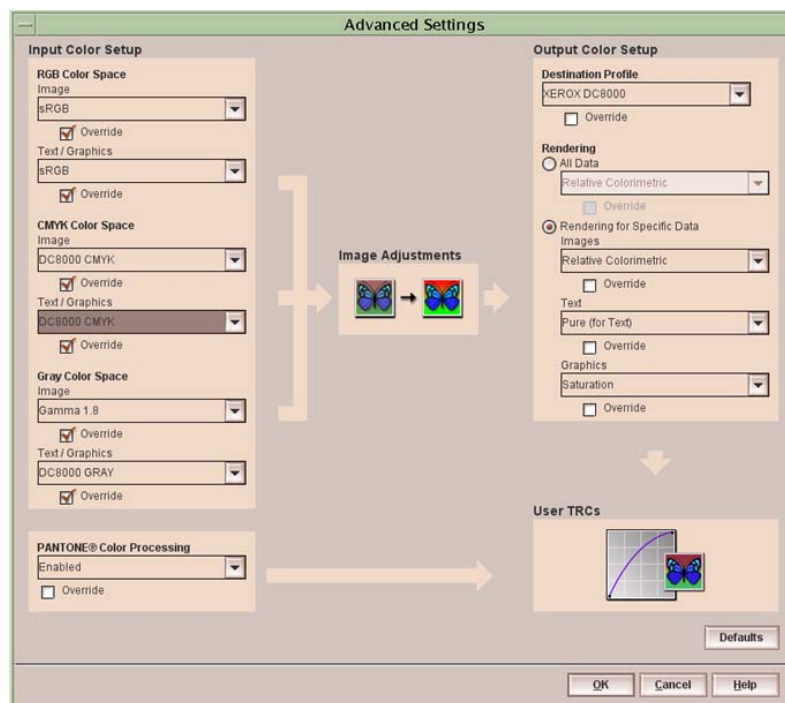 Advanced Settings
Input Color Setup
RGB Color Space
Image
sRGB
Override
Text / Graphics
sRGB
Override
CMYK Color Space
Image
DC8000 CMYK
Override
Text / Graphics
DC8000 CMYK
Override
Gray Color Space
Image
Gamma 1.8
Override
Text / Graphics
DC8000 GRAY
Override
PANTONE® Color Processing
Enabled
Override
Image Adjustments
Output Color Setup
Destination Profile
XEROX DC8000
Override
Rendering
All Data
Relative Colorimetric
Override
Rendering for Specific Data
Images
Relative Colorimetric
Override
Text
Pure (for Text)
Override
Graphics
Saturation
Override
User TRCs
Defaults
OK
Cancel
Help